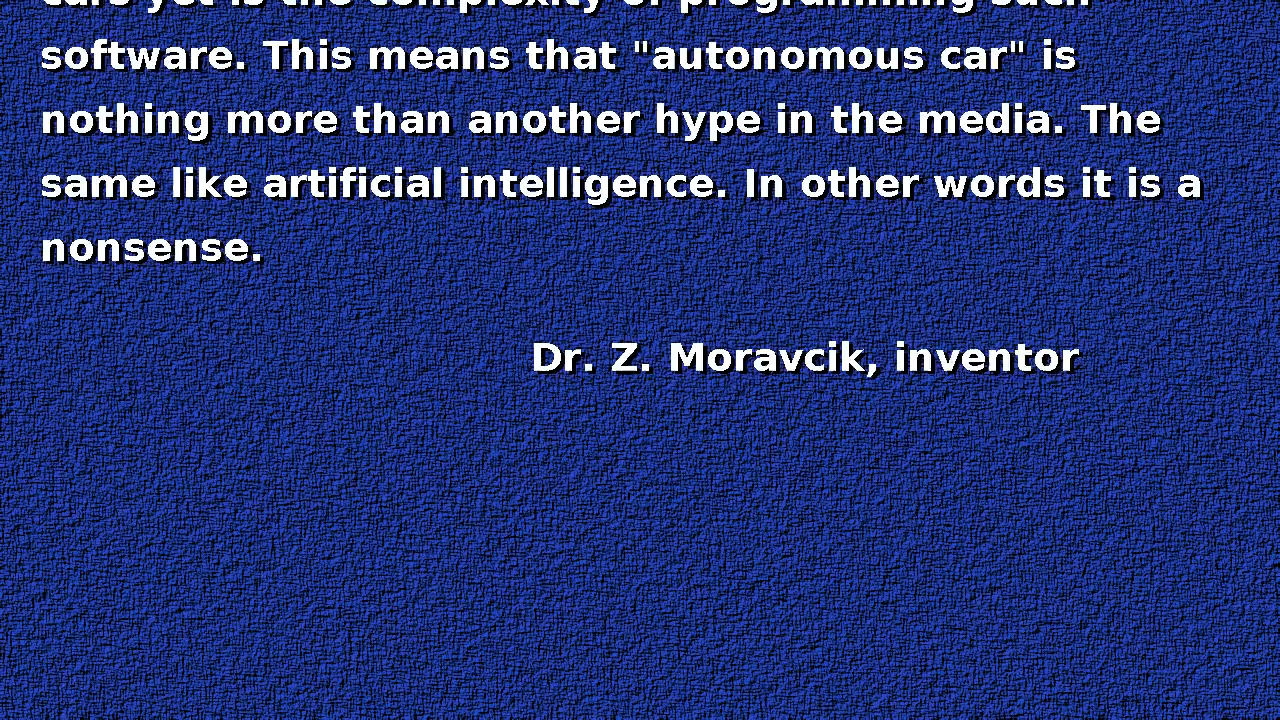 cars yet is the complexity of programming such
software. This means that "autonomous car" is
nothing more than another hype in the media. The
same like artificial intelligence. In other words it is a
nonsense.
Dr. Z. Moravcik, inventor